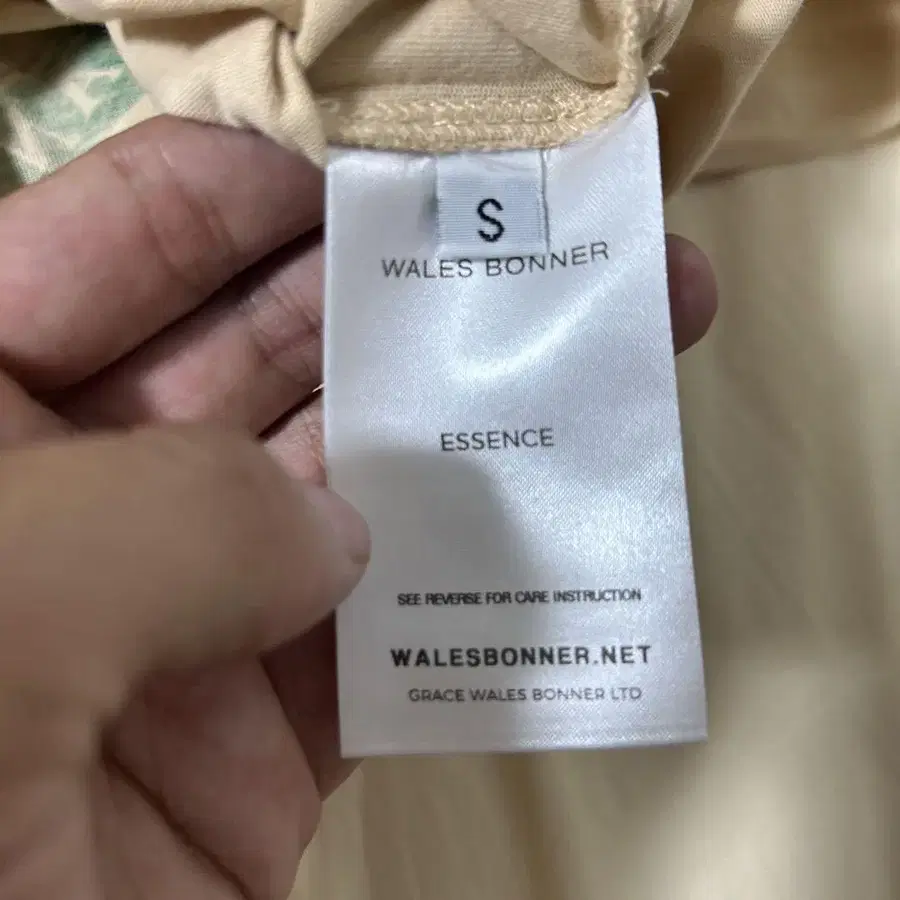 S
WALES BONNER
ESSENCE
SEE REVERSE FOR CARE INSTRUCTION
WALESBONNER.NET
GRACE WALES BONNER LTD